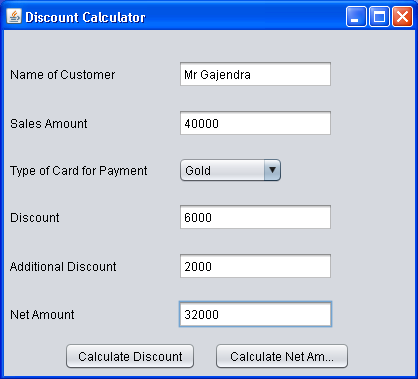 Discount Calculator
Name of Customer Mr Gajendra
Sales Amount 40000
Type of Card for Payment Gold
Discount 6000
Additional Discount 2000
Net Amount 32000
Calculate Discount Calculate Net Am...